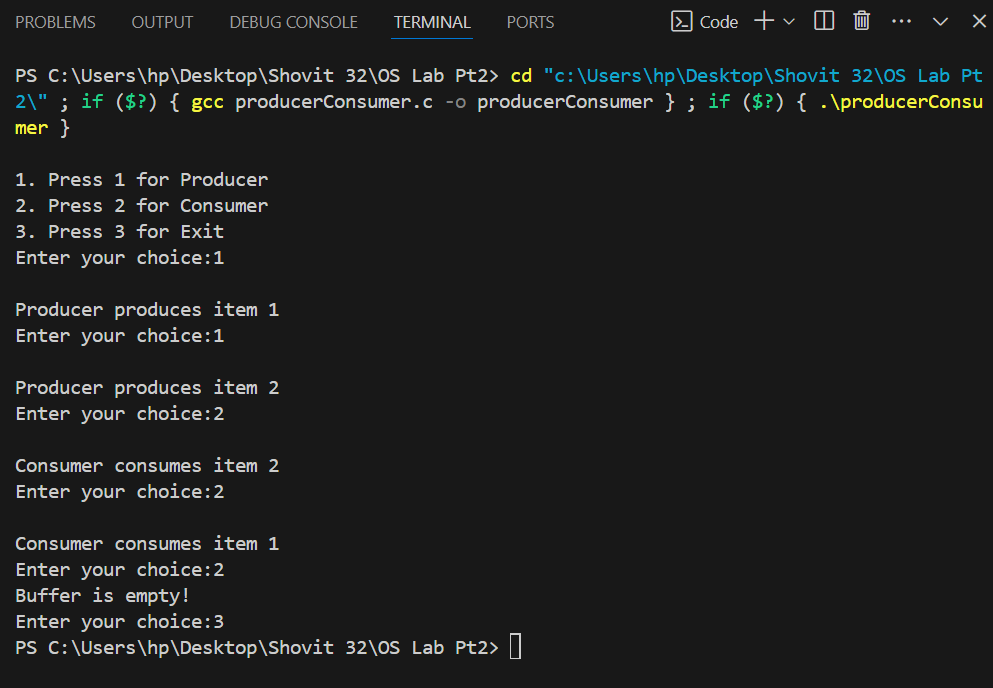 PROBLEMS OUTPUT DEBUG CONSOLE TERMINAL PORTS Code
PS C:\Users\hp\Desktop\Shovit 32\OS Lab Pt2> cd "c:\Users\hp\Desktop\Shovit 32\OS Lab Pt
2\" ; if ($?) { gcc producerConsumer.c -o producerConsumer } ; if ($?) { .\producerConsu
mer }
1. Press 1 for Producer
2. Press 2 for Consumer
3. Press 3 for Exit
Enter your choice:1
Producer produces item 1
Enter your choice:1
Producer produces item 2
Enter your choice:2
Consumer consumes item 2
Enter your choice:2
Consumer consumes item 1
Enter your choice:2
Buffer is empty!
Enter your choice:3
PS C:\Users\hp\Desktop\Shovit 32\OS Lab Pt2>